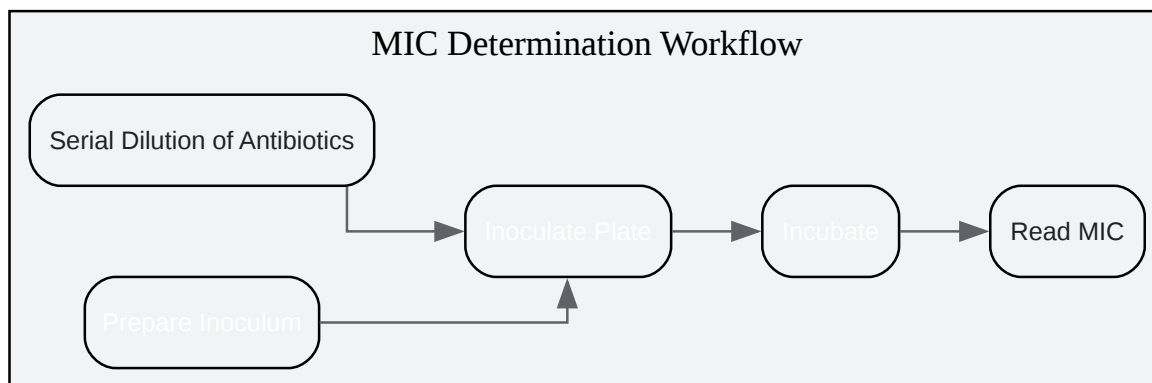 MIC Determination Workflow
Serial Dilution of Antibiotics
Inoculate Plate
Incubate
Read MIC
Prepare Inoculum